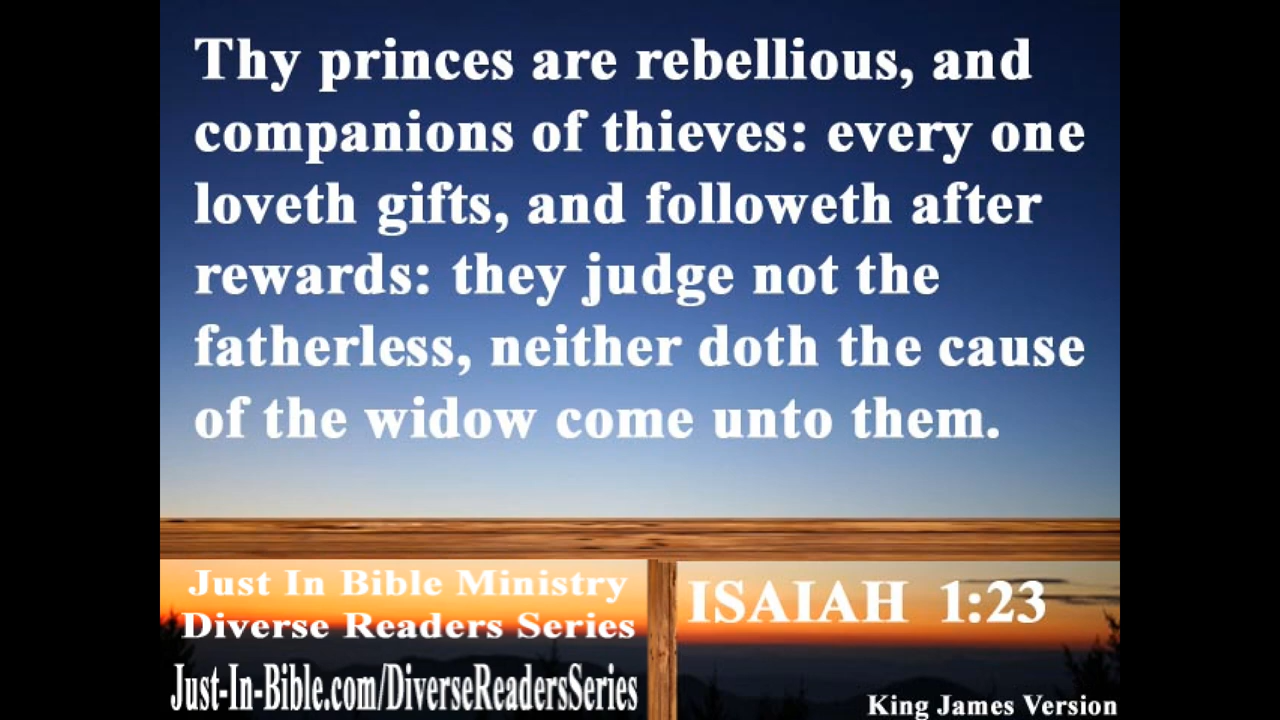 Thy princes are rebellious, and
companions of thieves: every one
loveth gifts, and followeth after
rewards: they judge not the
fatherless, neither doth the cause
of the widow come unto them.
Just In Bible Ministry
Diverse Readers Series
Just-In-Bible.com/DiverseReadersSeries
ISAIAH 1:23
King James Version